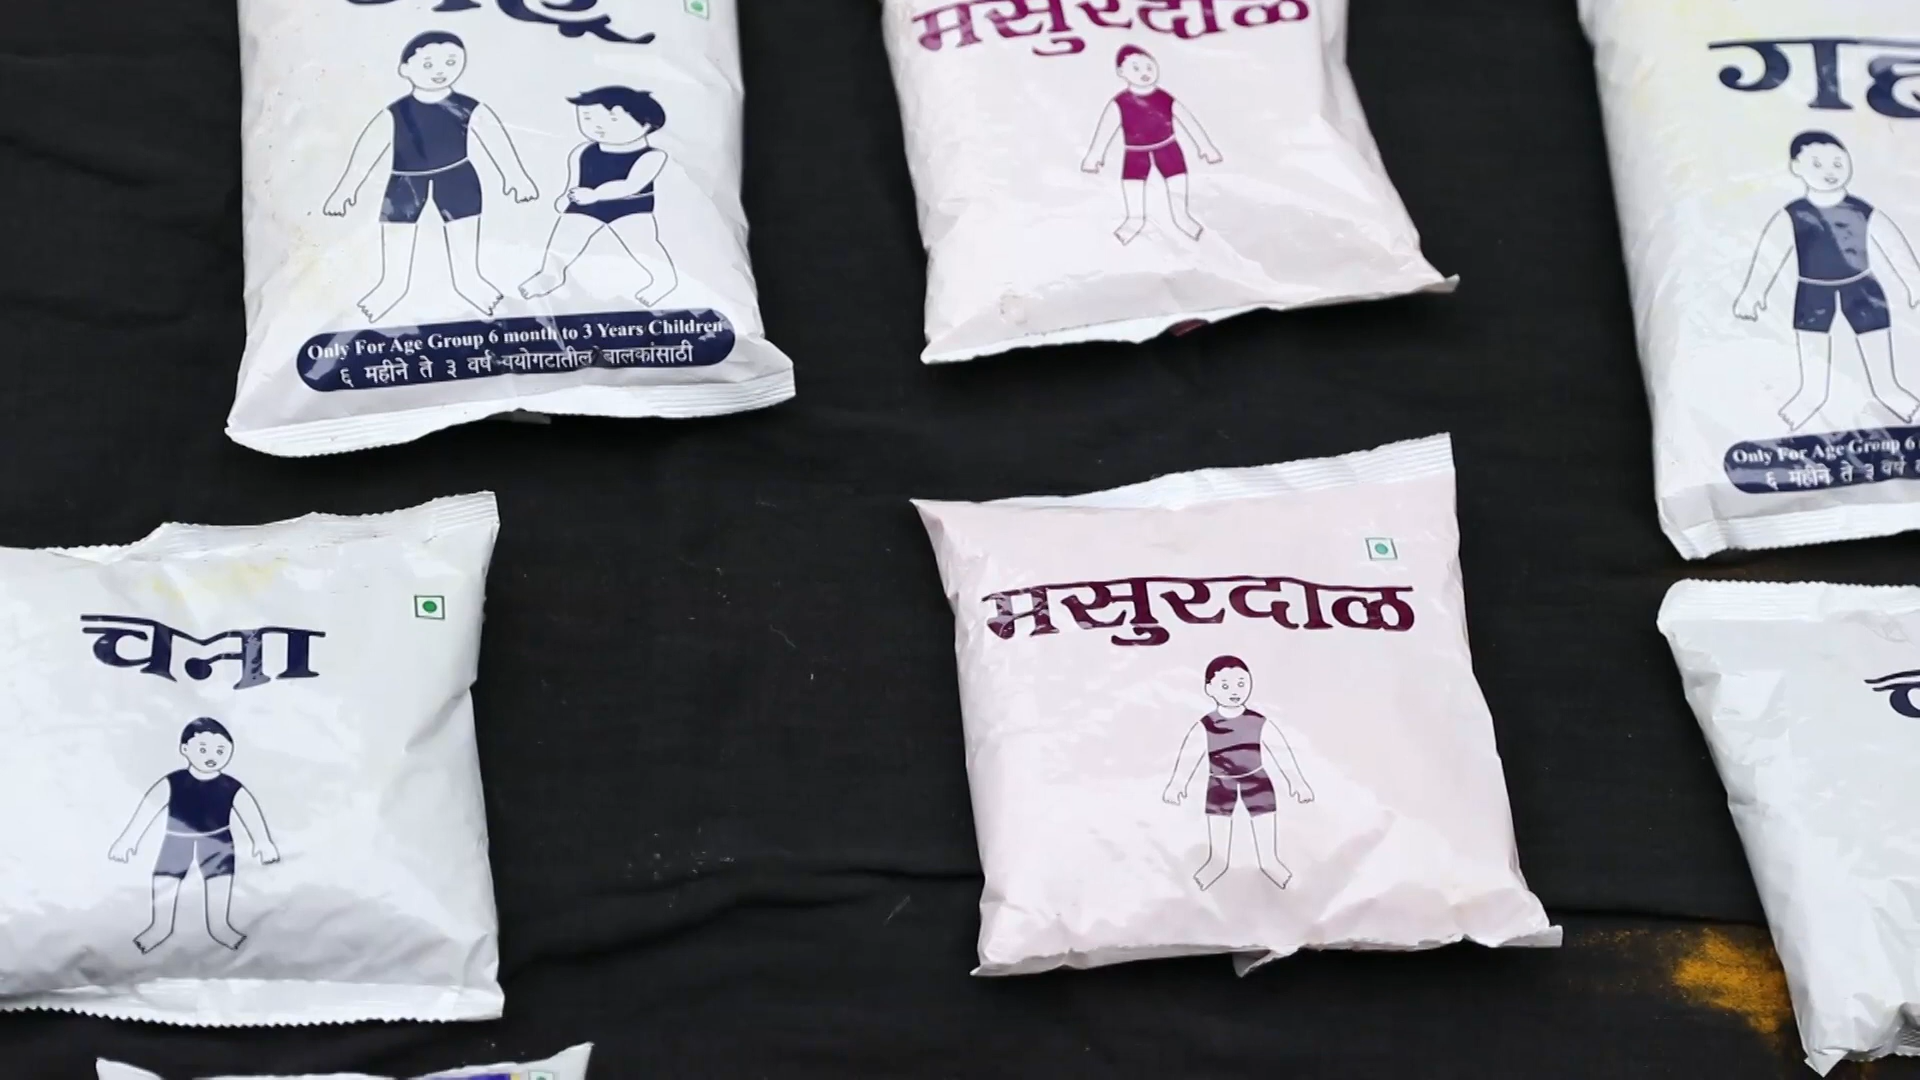 गहू
Only For Age Group 6 month to 3 Years Children
६ महीने ते ३ वर्ष वयोगटातील बालकांसाठी
मसुरदाळ
गहू
Only For Age Group 6
६ महीने ते ३ वर्ष
चना
मसुरदाळ